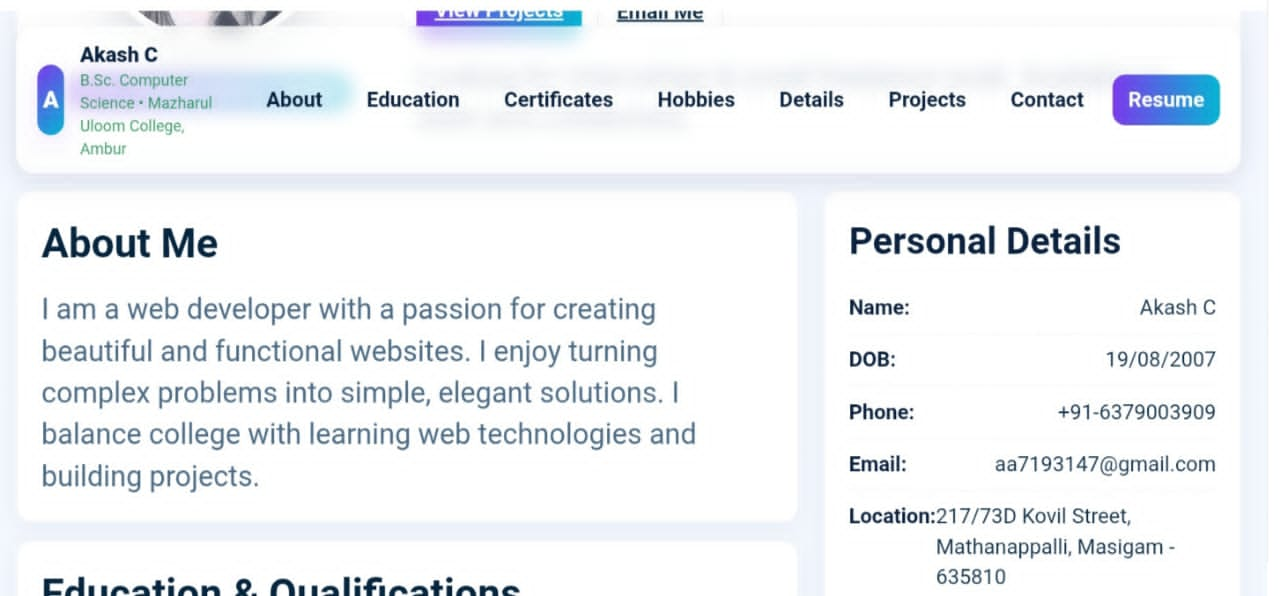 View Projects
Email Me
A
Akash C
B.Sc. Computer
Science • Mazharul
Uloom College,
Ambur
About
Education
Certificates
Hobbies
Details
Projects
Contact
Resume
About Me
I am a web developer with a passion for creating
beautiful and functional websites. I enjoy turning
complex problems into simple, elegant solutions. I
balance college with learning web technologies and
building projects.
Education & Qualifications
Personal Details
Name: Akash C
DOB: 19/08/2007
Phone: +91-6379003909
Email: aa7193147@gmail.com
Location:217/73D Kovil Street,
Mathanappalli, Masigam -
635810